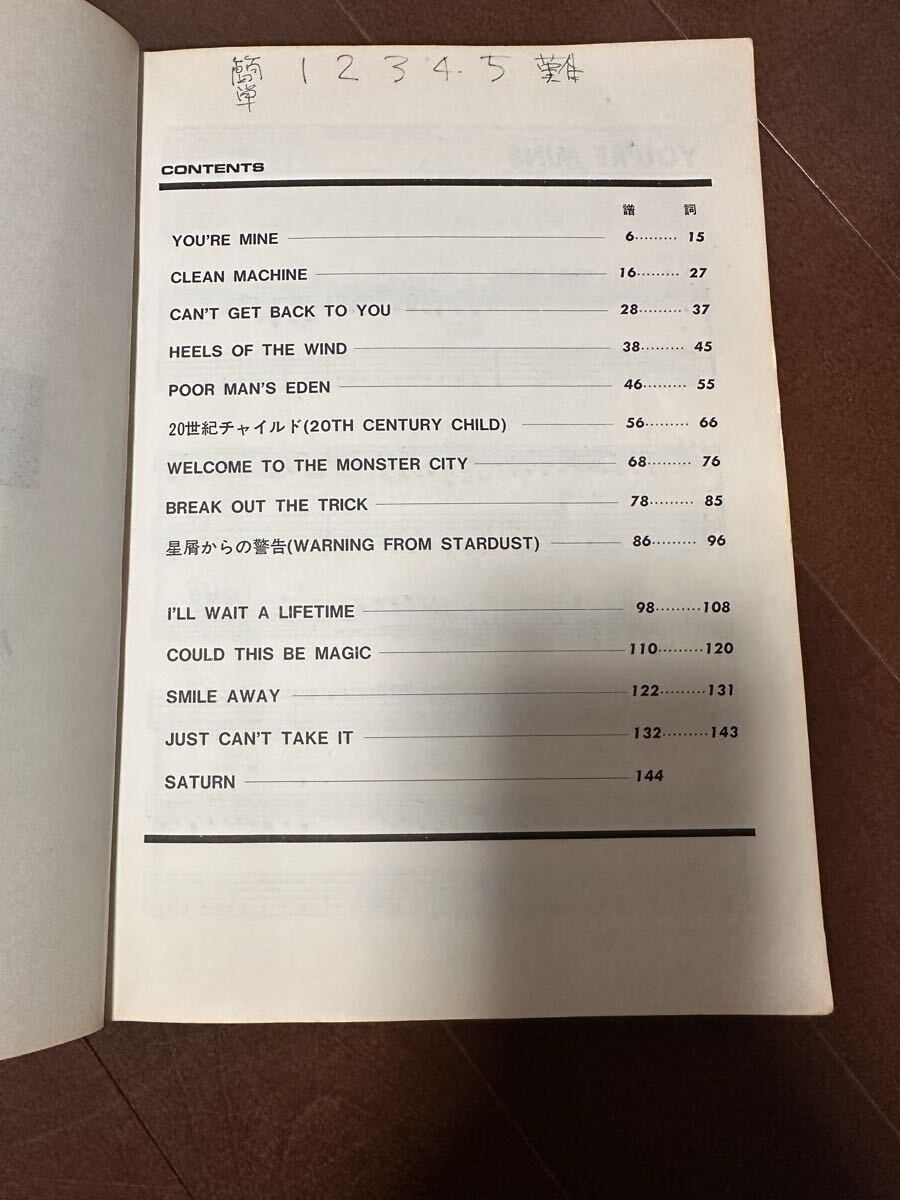 簡単 1 2 3 4 5 難
CONTENTS
譜 詞
YOU'RE MINE 6......... 15
CLEAN MACHINE 16......... 27
CAN'T GET BACK TO YOU 28......... 37
HEELS OF THE WIND 38......... 45
POOR MAN'S EDEN 46......... 55
20世紀チャイルド(20TH CENTURY CHILD) 56......... 66
WELCOME TO THE MONSTER CITY 68......... 76
BREAK OUT THE TRICK 78......... 85
星屑からの警告(WARNING FROM STARDUST) 86......... 96
I'LL WAIT A LIFETIME 98.........108
COULD THIS BE MAGiC 110.........120
SMILE AWAY 122.........131
JUST CAN'T TAKE IT 132.........143
SATURN 144